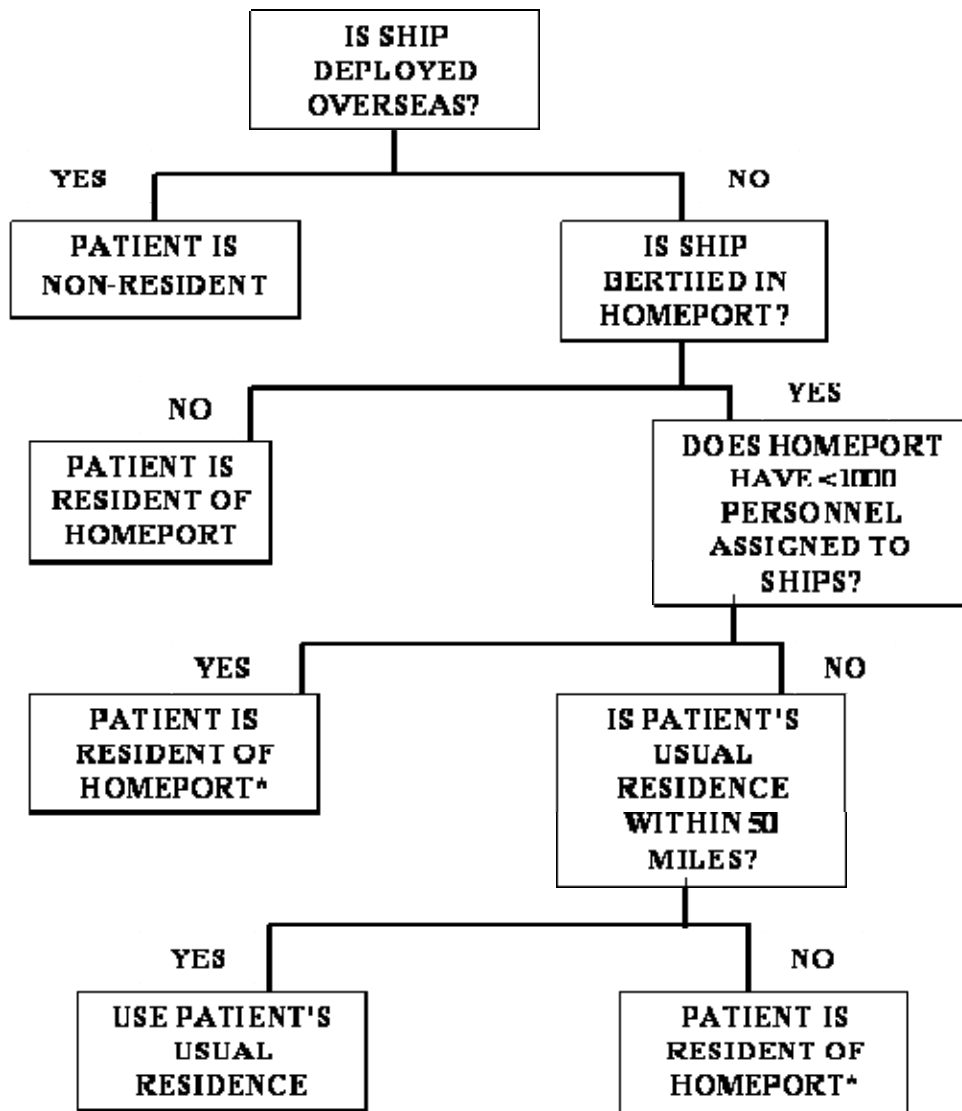 IS SHIP
DEPLOYED
OVERSEAS?
YES
NO
PATIENT IS
NON-RESIDENT
IS SHIP
BERTHED IN
HOMEPORT?
NO
YES
PATIENT IS
RESIDENT OF
HOMEPORT
DOES HOMEPORT
HAVE <1000
PERSONNEL
ASSIGNED TO
SHIPS?
YES
NO
PATIENT IS
RESIDENT OF
HOMEPORT*
IS PATIENT'S
USUAL
RESIDENCE
WITHIN 50
MILES?
YES
NO
USE PATIENT'S
USUAL
RESIDENCE
PATIENT IS
RESIDENT OF
HOMEPORT*